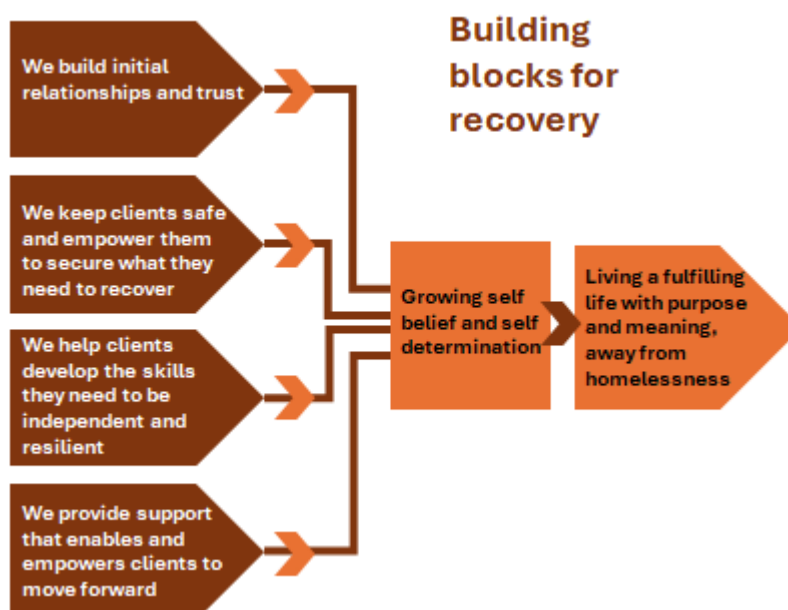 Building
blocks for
recovery
We build initial
relationships and trust
We keep clients safe
and empower them
to secure what they
need to recover
We help clients
develop the skills
they need to be
independent and
resilient
We provide support
that enables and
empowers clients to
move forward
Growing self
belief and self
determination
Living a fulfilling
life with purpose
and meaning,
away from
homelessness